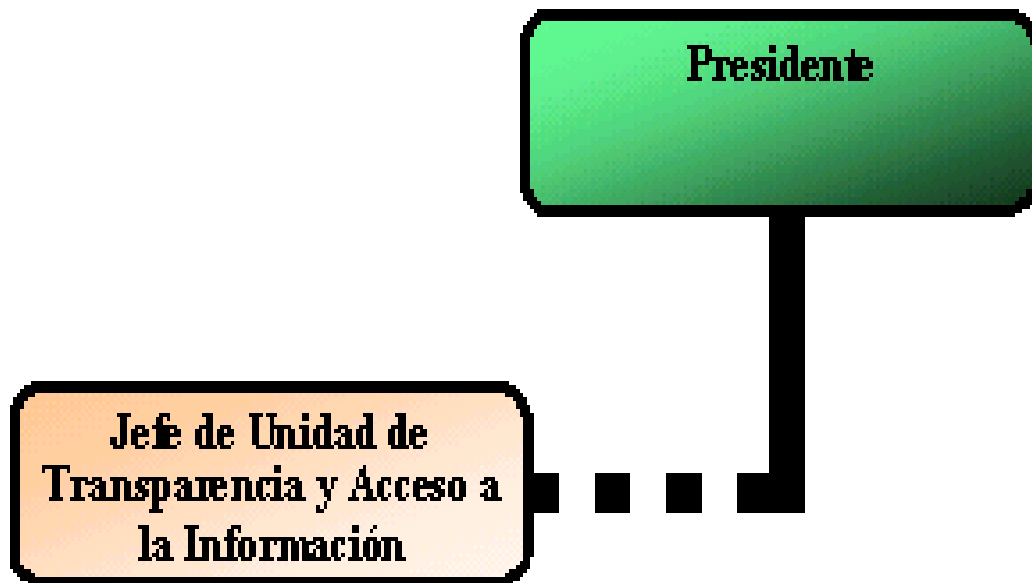 Presidente
Jefe de Unidad de
Transparencia y Acceso a
la Información